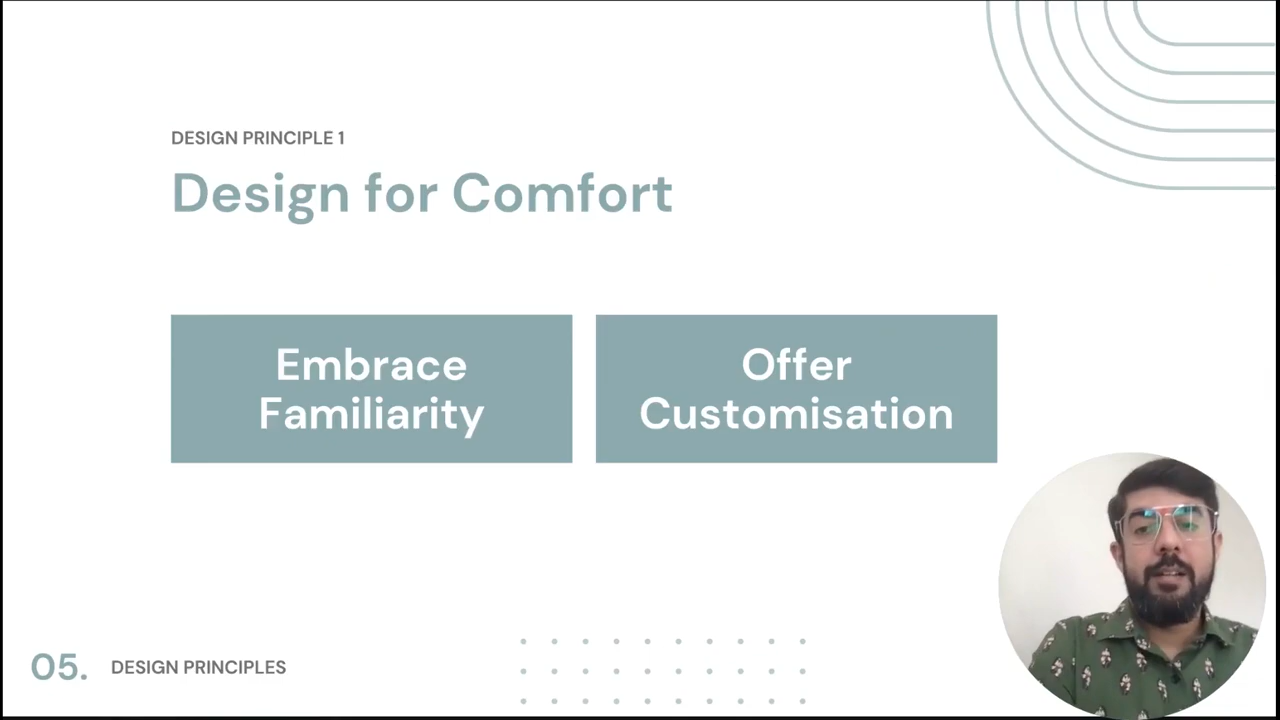 DESIGN PRINCIPLE 1
Design for Comfort
Embrace
Familiarity
Offer
Customisation
05. DESIGN PRINCIPLES